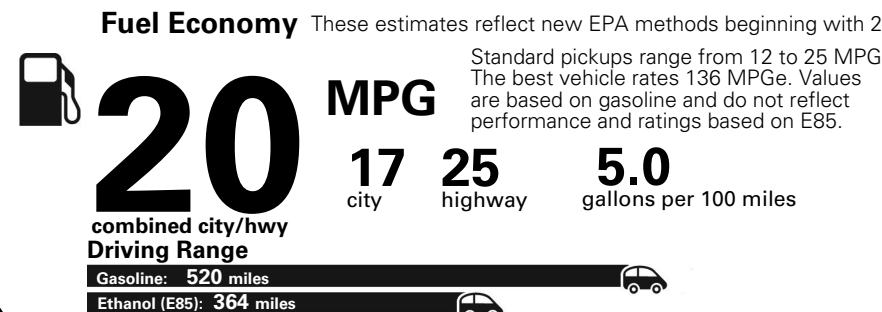 Fuel Economy These estimates reflect new EPA methods beginning with 2
Standard pickups range from 12 to 25 MPG
The best vehicle rates 136 MPGe. Values
are based on gasoline and do not reflect
performance and ratings based on E85.
20 MPG
combined city/hwy
17 city
25 highway
5.0 gallons per 100 miles
Driving Range
Gasoline: 520 miles
Ethanol (E85): 364 miles